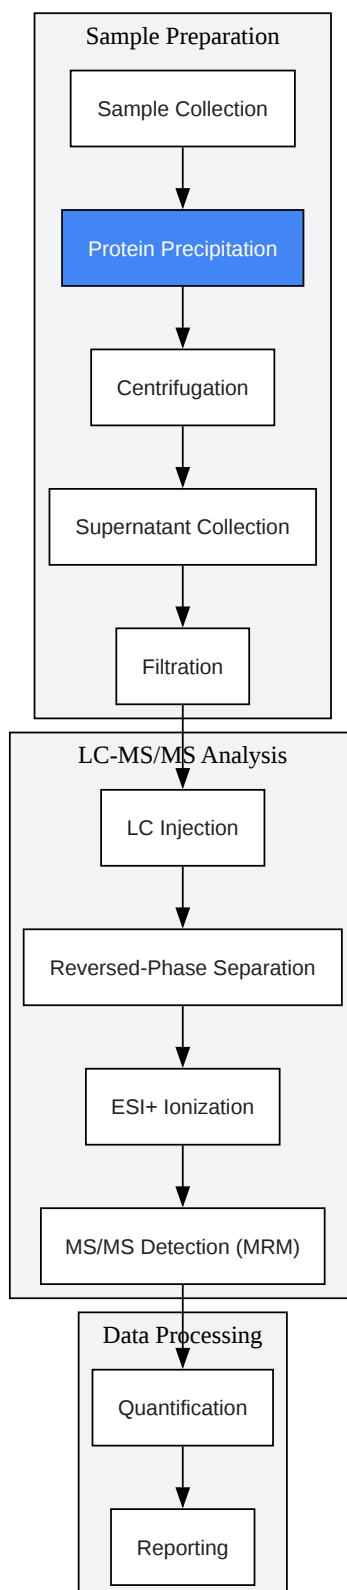 Sample Preparation
Sample Collection
Protein Precipitation
Centrifugation
Supernatant Collection
Filtration
LC-MS/MS Analysis
LC Injection
Reversed-Phase Separation
ESI+ Ionization
MS/MS Detection (MRM)
Data Processing
Quantification
Reporting